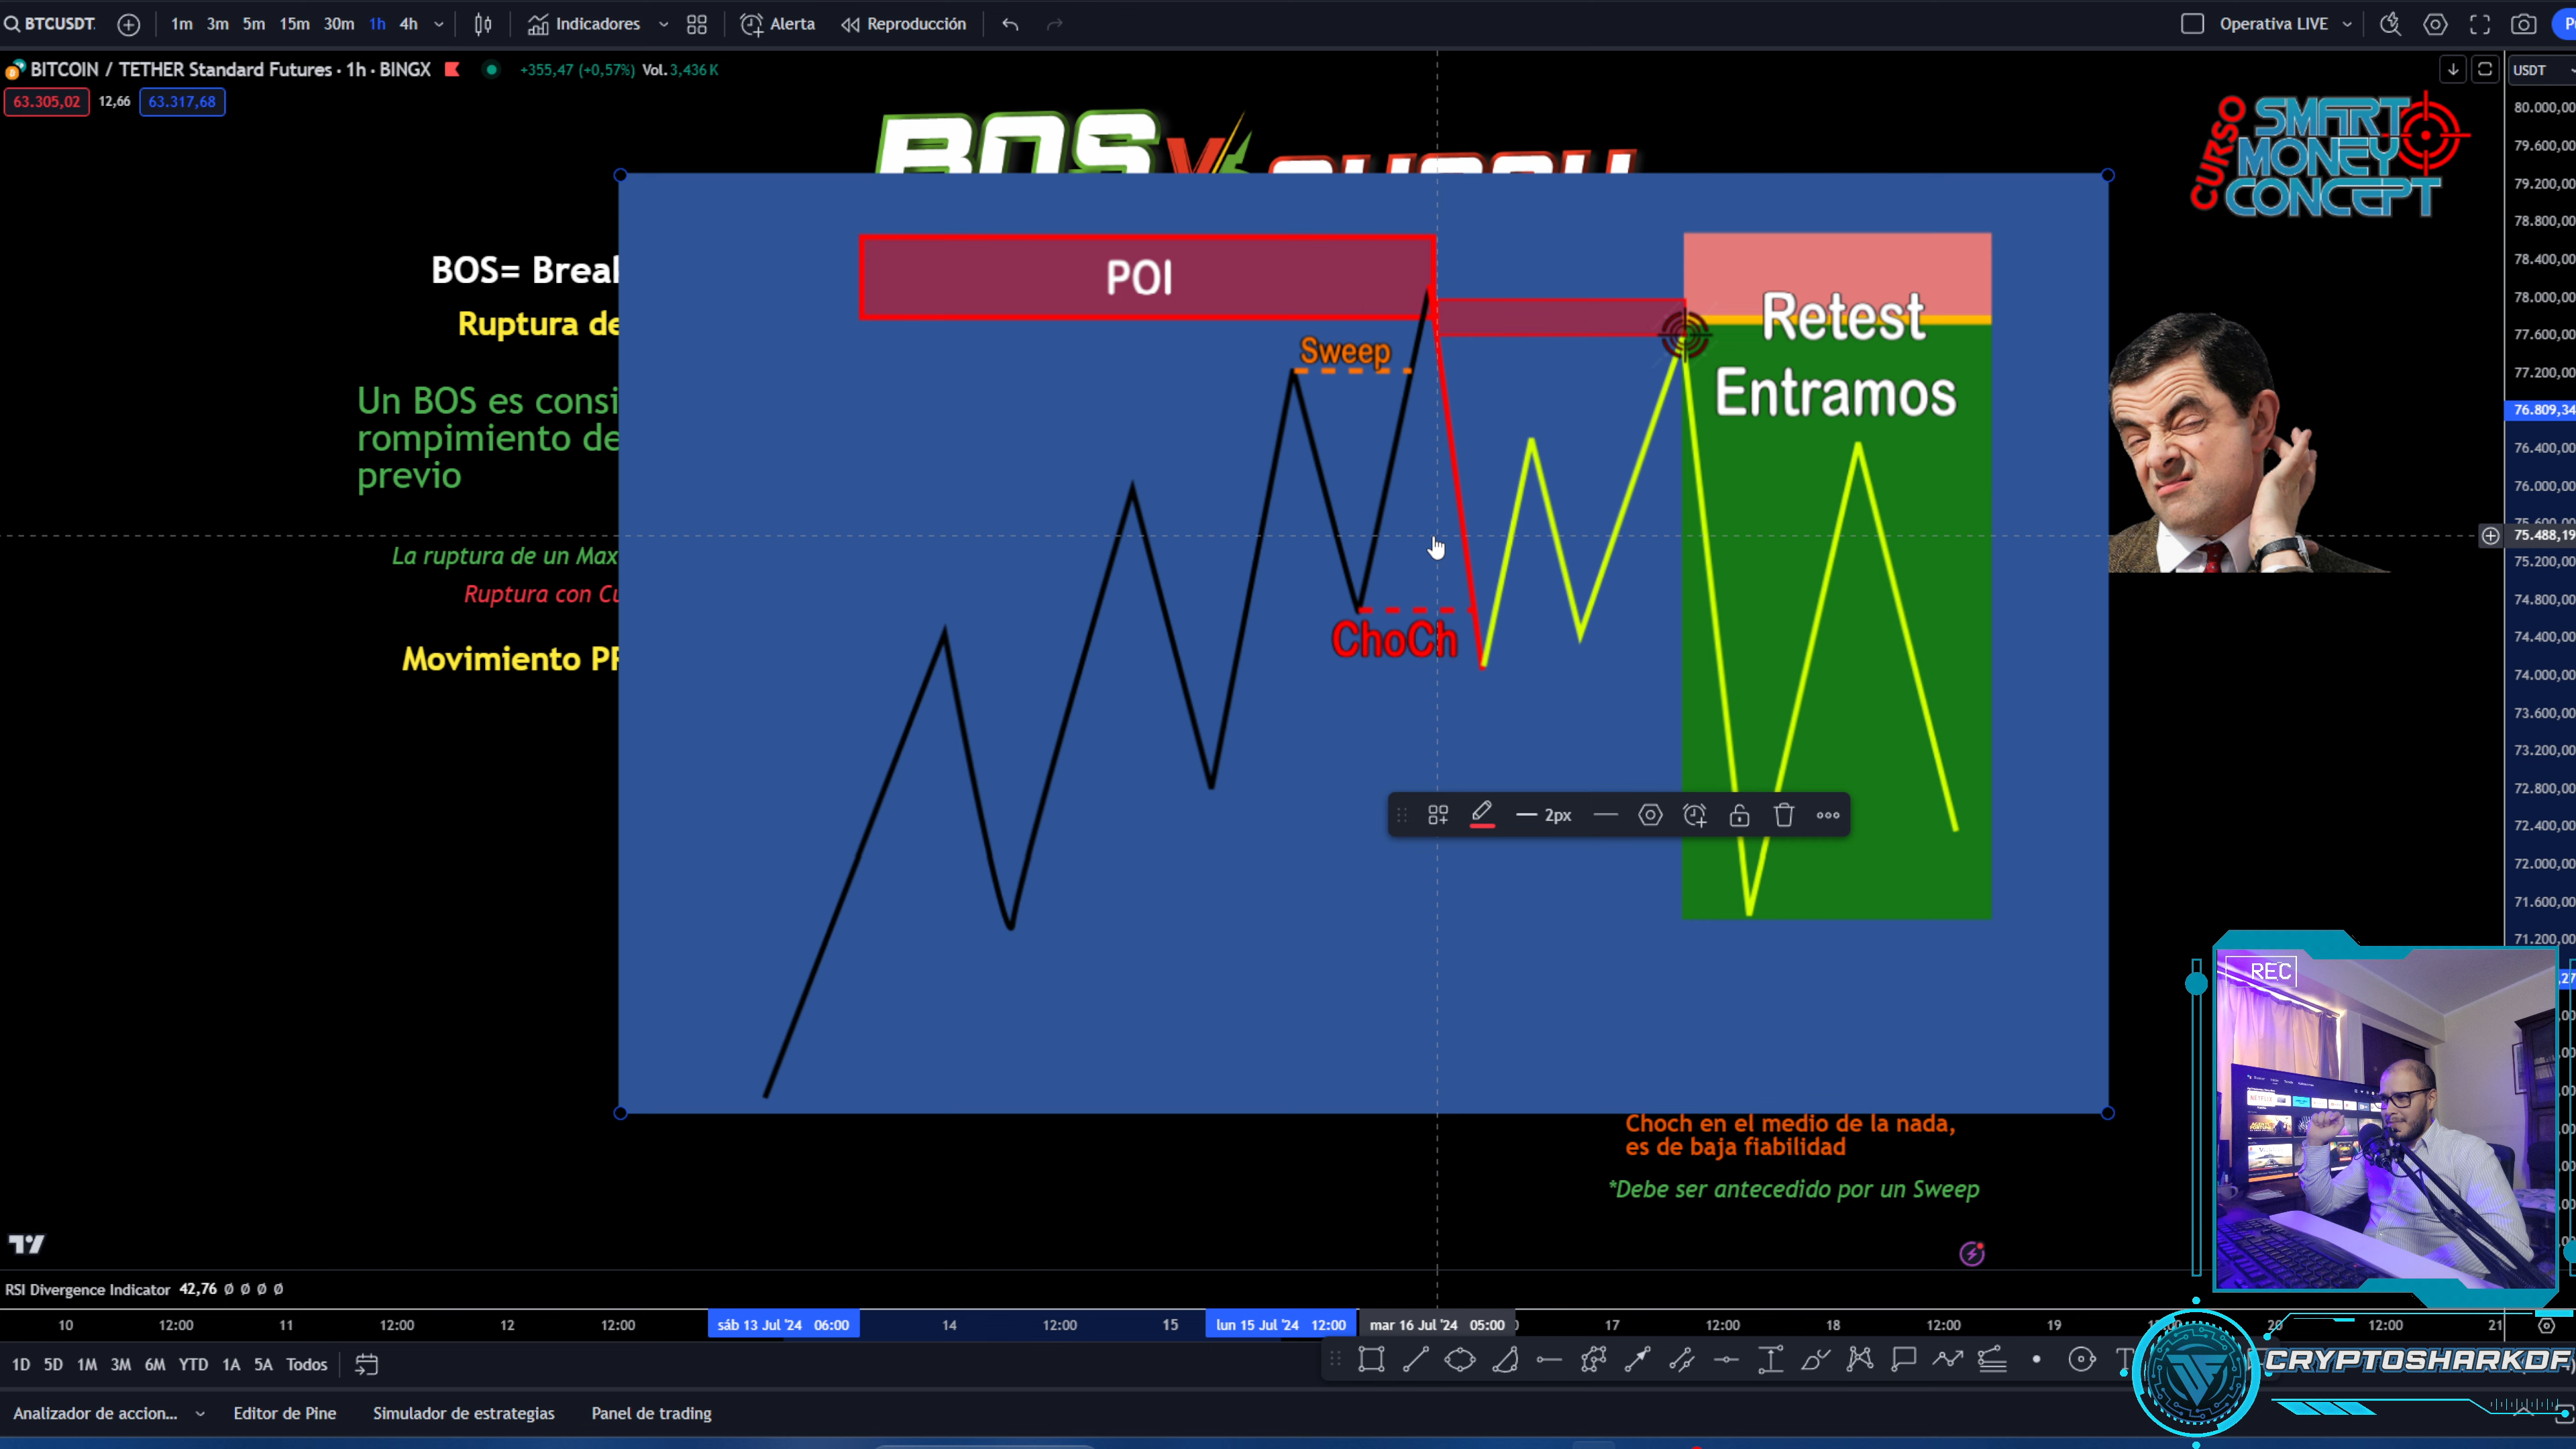 BTCUSDT.
1m 3m 5m 15m 30m 1h 4h
Indicadores
Alerta
Reproducción
Operativa LIVE
BITCOIN / TETHER Standard Futures · 1h · BINGX
+355,47 (+0,57%) Vol. 3,436 K
USDT
63.305,02 12,66 63.317,68
BOS
CURSO
SMART
MONEY
CONCEPT
BOS= Break
Ruptura de
Un BOS es consi
rompimiento de
previo
La ruptura de un Max
Ruptura con Cu
Movimiento
POI
Sweep
ChoCh
Retest
Entramos
2px
Choch en el medio de la nada,
es de baja fiabilidad
*Debe ser antecedido por un Sweep
80.000,00
79.600,00
79.200,00
78.800,00
78.400,00
78.000,00
77.600,00
77.200,00
76.809,34
76.400,00
76.000,00
75.488,19
75.200,00
74.800,00
74.400,00
74.000,00
73.600,00
73.200,00
72.800,00
72.400,00
72.000,00
71.600,00
71.200,00
REC
RSI Divergence Indicator 42,76 Ø Ø Ø Ø
10 12:00 11 12:00 12 12:00 sáb 13 Jul '24 06:00 14 12:00 15 lun 15 Jul '24 12:00 mar 16 Jul '24 05:00 17 12:00 18 12:00 19 20 12:00 21
1D 5D 1M 3M 6M YTD 1A 5A Todos
CRYPTOSHARKDF
Analizador de accion... Editor de Pine Simulador de estrategias Panel de trading